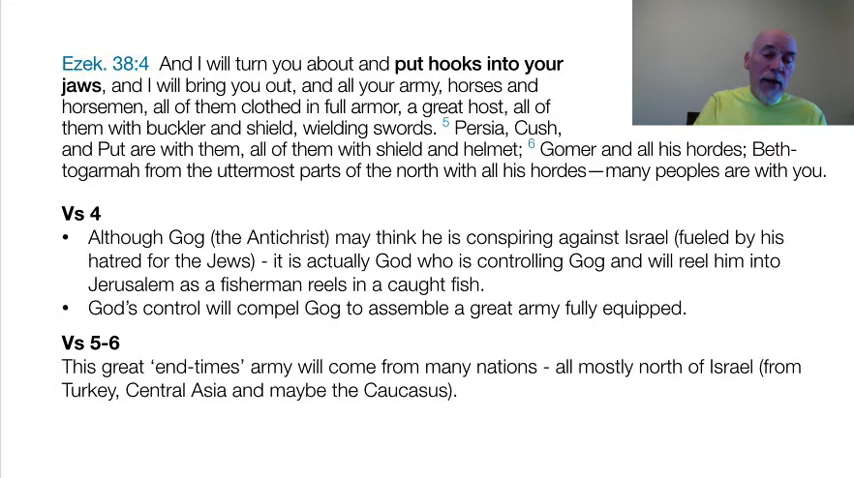 Ezek. 38:4 And I will turn you about and put hooks into your
jaws, and I will bring you out, and all your army, horses and
horsemen, all of them clothed in full armor, a great host, all of
them with buckler and shield, wielding swords. 5 Persia, Cush,
and Put are with them, all of them with shield and helmet; 6 Gomer and all his hordes; Beth-
togarmah from the uttermost parts of the north with all his hordes—many peoples are with you.
Vs 4
• Although Gog (the Antichrist) may think he is conspiring against Israel (fueled by his
hatred for the Jews) - it is actually God who is controlling Gog and will reel him into
Jerusalem as a fisherman reels in a caught fish.
• God's control will compel Gog to assemble a great army fully equipped.
Vs 5-6
This great 'end-times' army will come from many nations - all mostly north of Israel (from
Turkey, Central Asia and maybe the Caucasus).